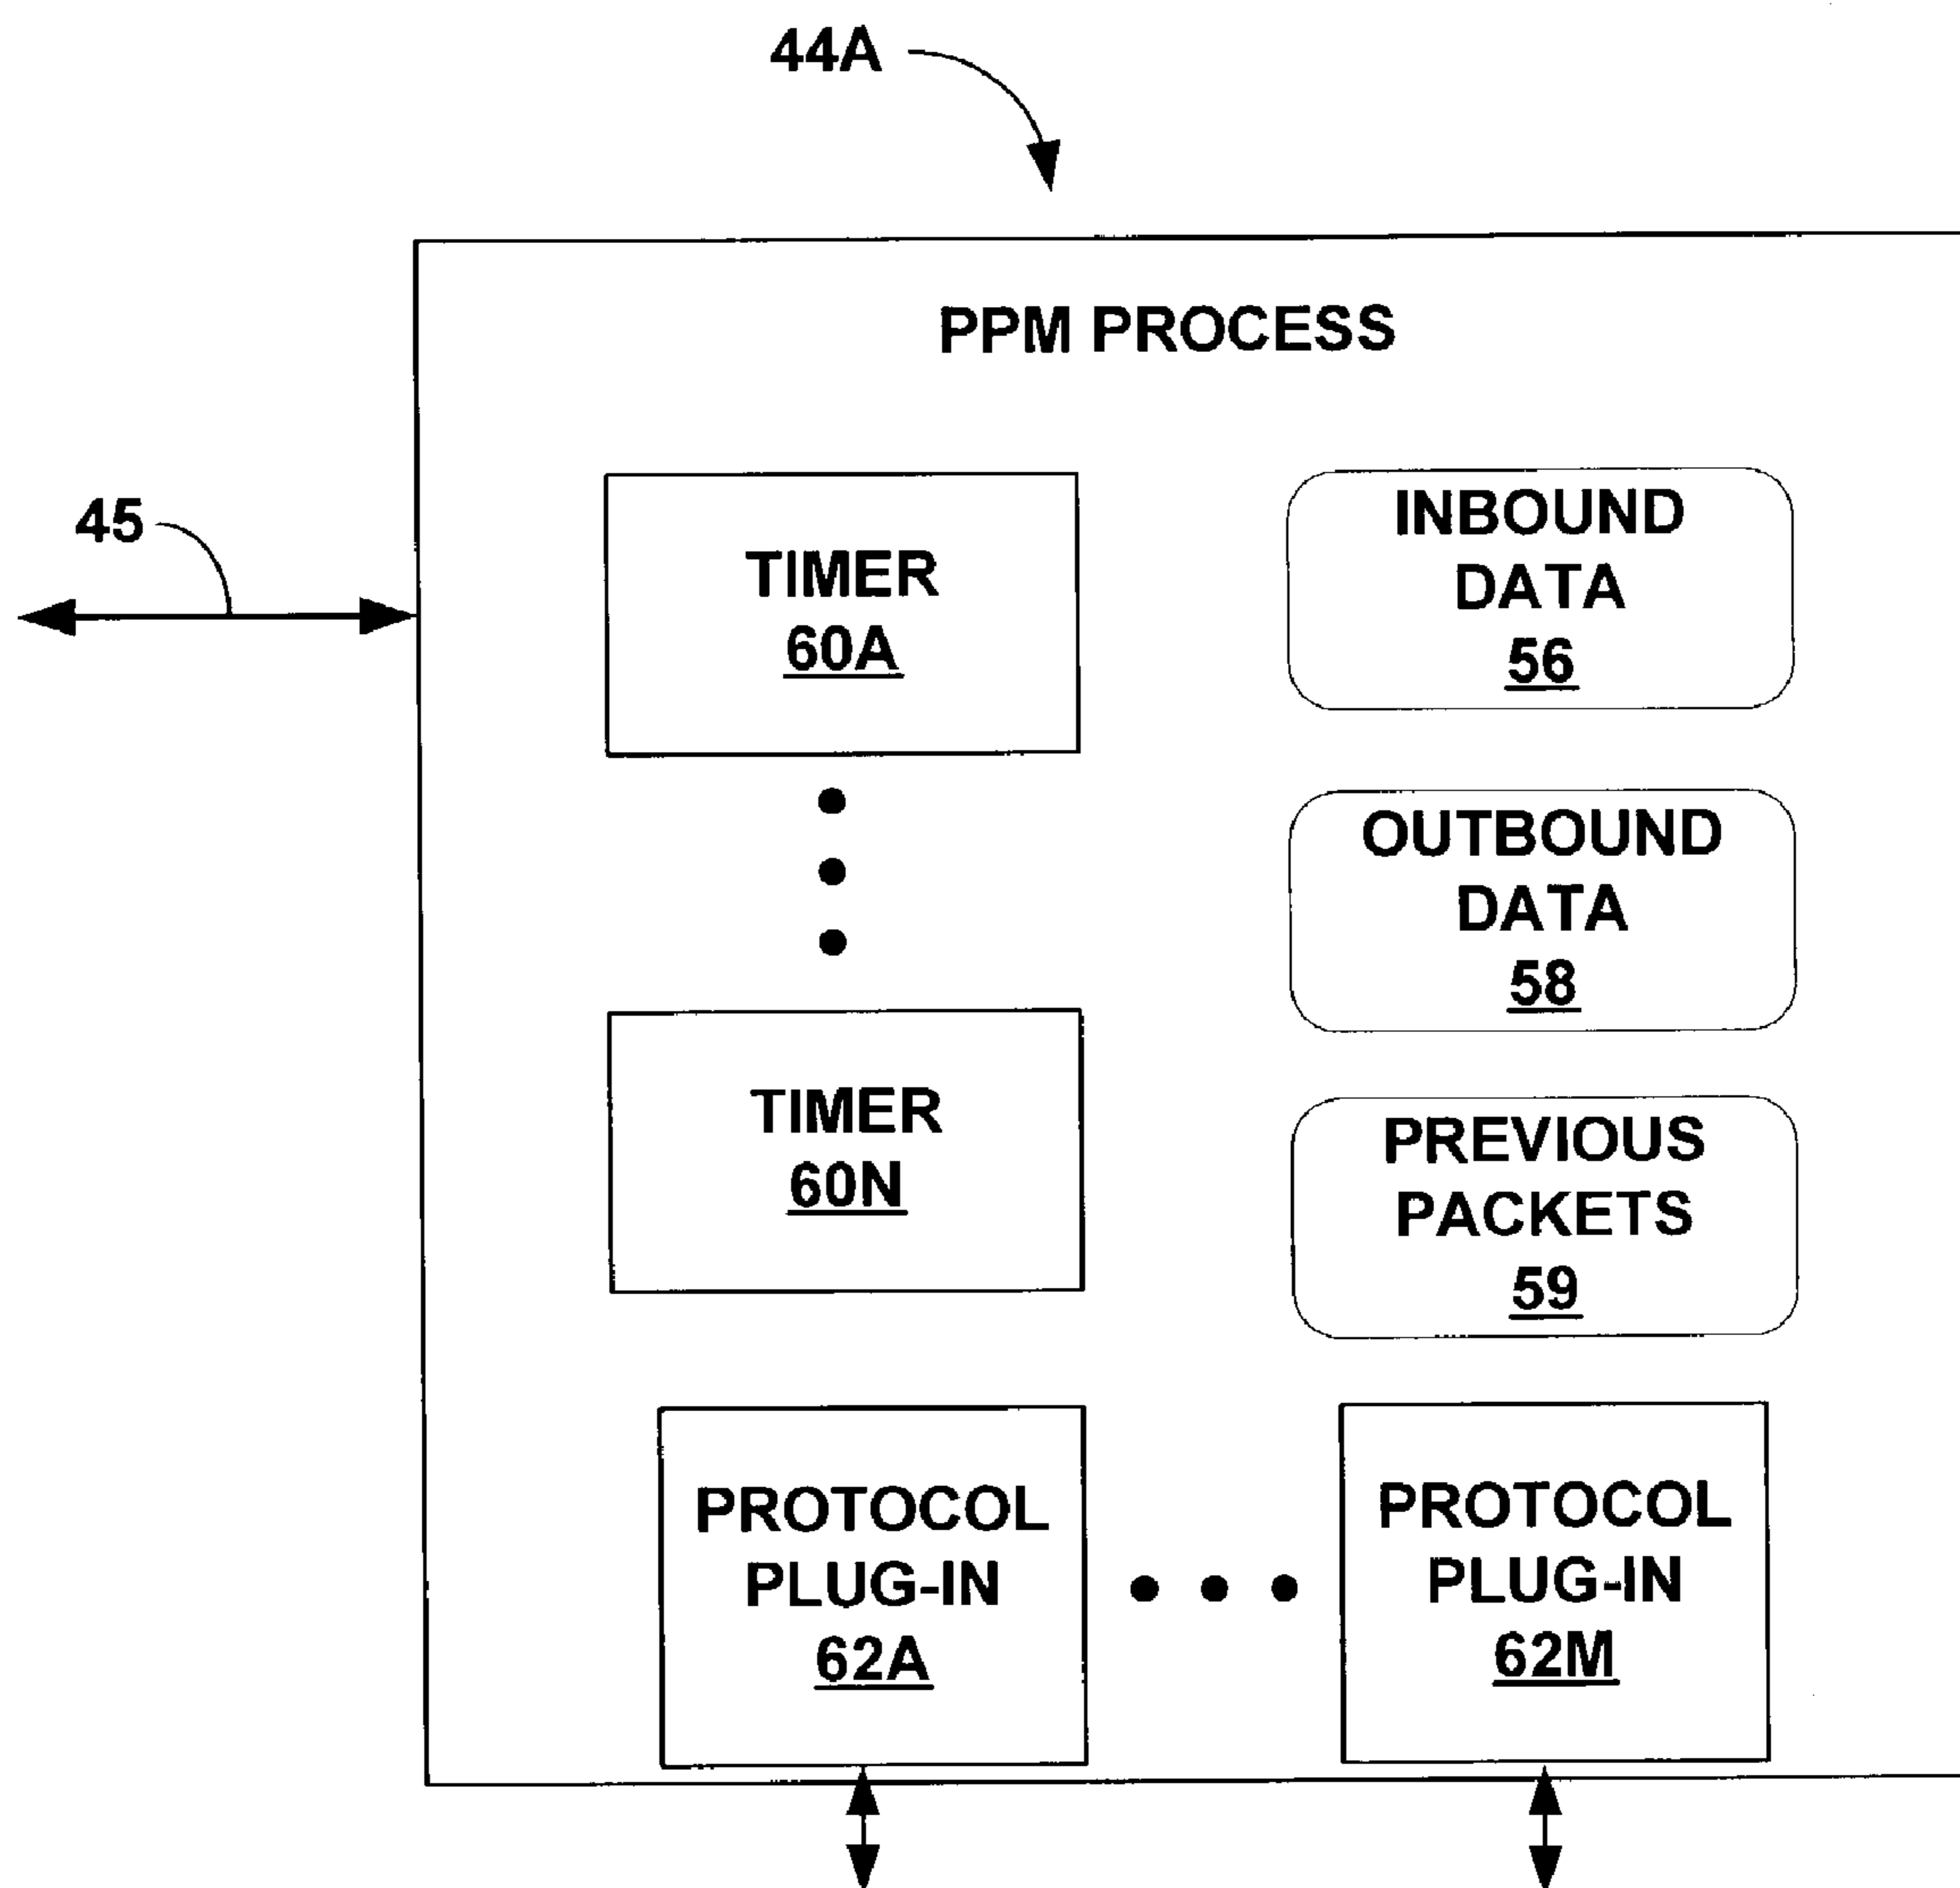 44A
PPM PROCESS
45
TIMER
60A
INBOUND
DATA
56
OUTBOUND
DATA
58
TIMER
60N
PREVIOUS
PACKETS
59
PROTOCOL
PLUG-IN
62A
PROTOCOL
PLUG-IN
62M